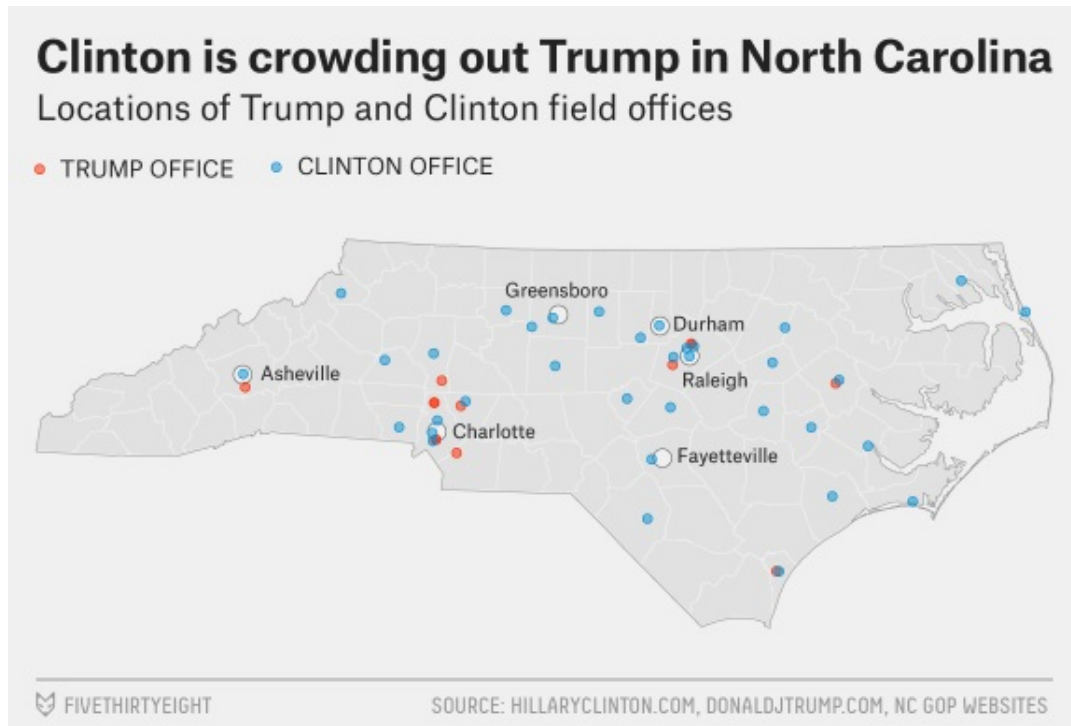 Clinton is crowding out Trump in North Carolina
Locations of Trump and Clinton field offices
TRUMP OFFICE CLINTON OFFICE
Greensboro
Durham
Asheville
Raleigh
Charlotte
Fayetteville
FIVETHIRTYEIGHT SOURCE: HILLARYCLINTON.COM, DONALDJTRUMP.COM, NC GOP WEBSITES